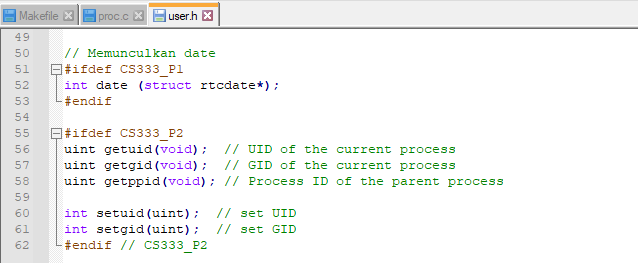 Makefile proc.c user.h
49
50 // Memunculkan date
51 #ifdef CS333_P1
52 int date (struct rtcdate*);
53 #endif
54
55 #ifdef CS333_P2
56 uint getuid(void);  // UID of the current process
57 uint getgid(void);  // GID of the current process
58 uint getppid(void); // Process ID of the parent process
59
60 int setuid(uint);  // set UID
61 int setgid(uint);  // set GID
62 #endif // CS333_P2